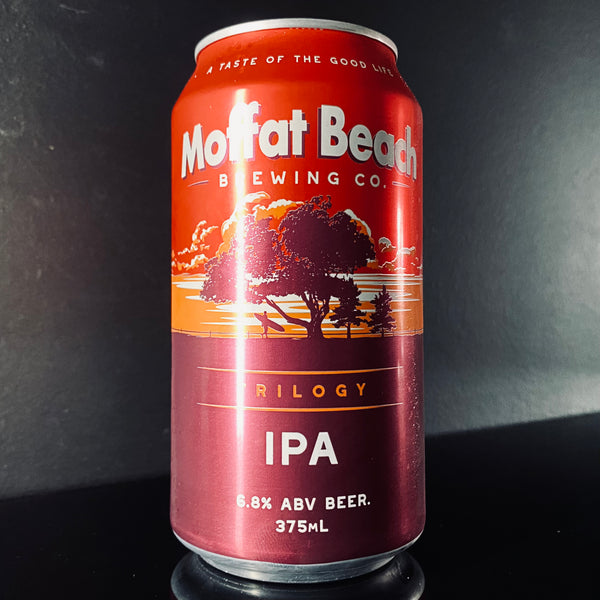 A TASTE OF THE GOOD LIFE
Moffat Beach
BREWING CO.
TRILOGY
IPA
6.8% ABV BEER.
375mL